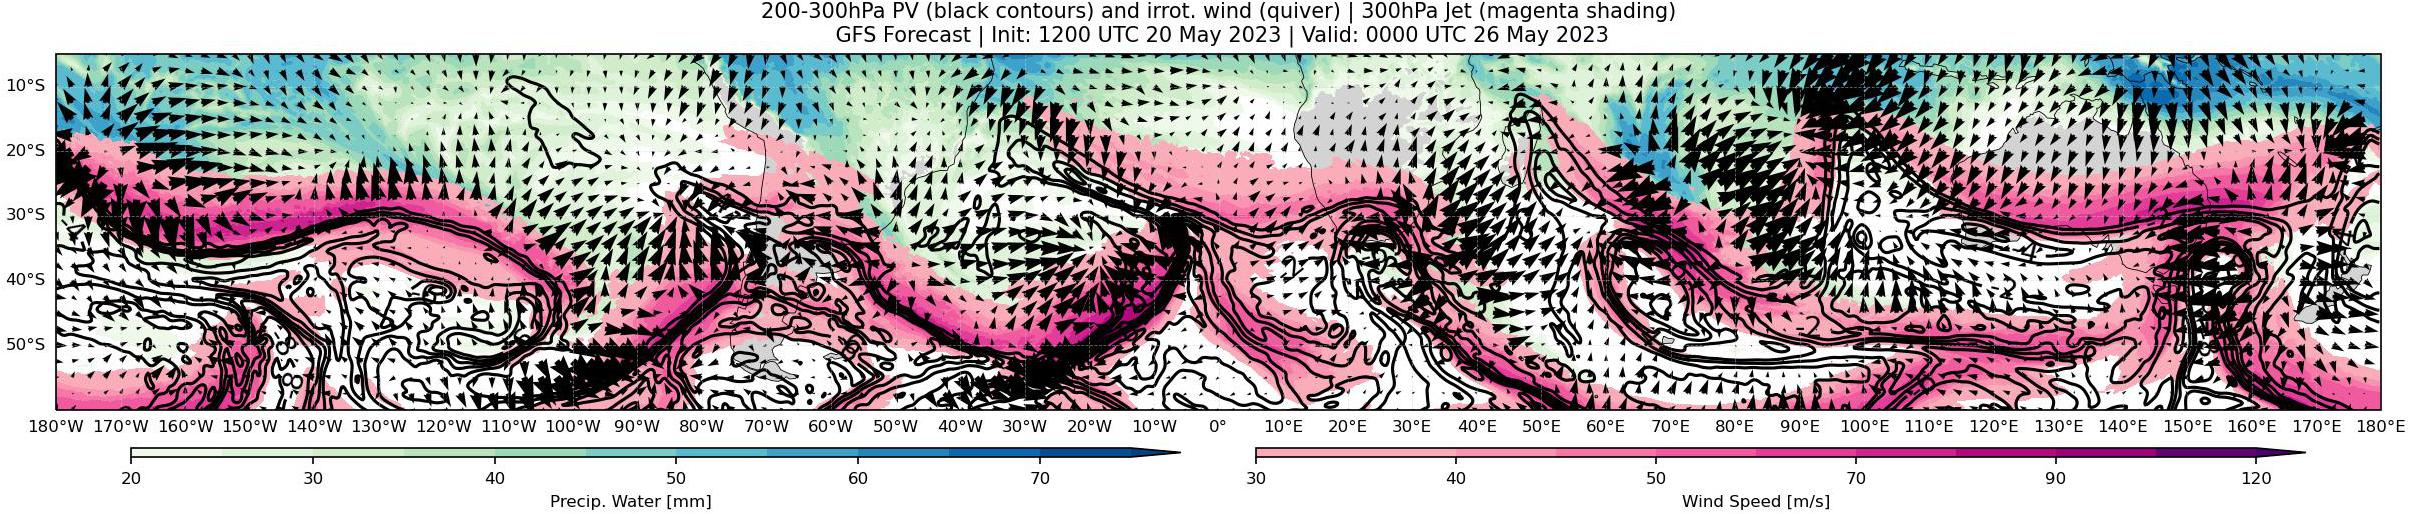 200-300hPa PV (black contours) and irrot. wind (quiver) | 300hPa Jet (magenta shading)
GFS Forecast | Init: 1200 UTC 20 May 2023 | Valid: 0000 UTC 26 May 2023
10°S
20°S
30°S
40°S
50°S
180°W 170°W 160°W 150°W 140°W 130°W 120°W 110°W 100°W 90°W 80°W 70°W 60°W 50°W 40°W 30°W 20°W 10°W 0° 10°E 20°E 30°E 40°E 50°E 60°E 70°E 80°E 90°E 100°E 110°E 120°E 130°E 140°E 150°E 160°E 170°E 180°E
20 30 40 50 60 70
Precip. Water [mm]
30 40 50 70 90 120
Wind Speed [m/s]